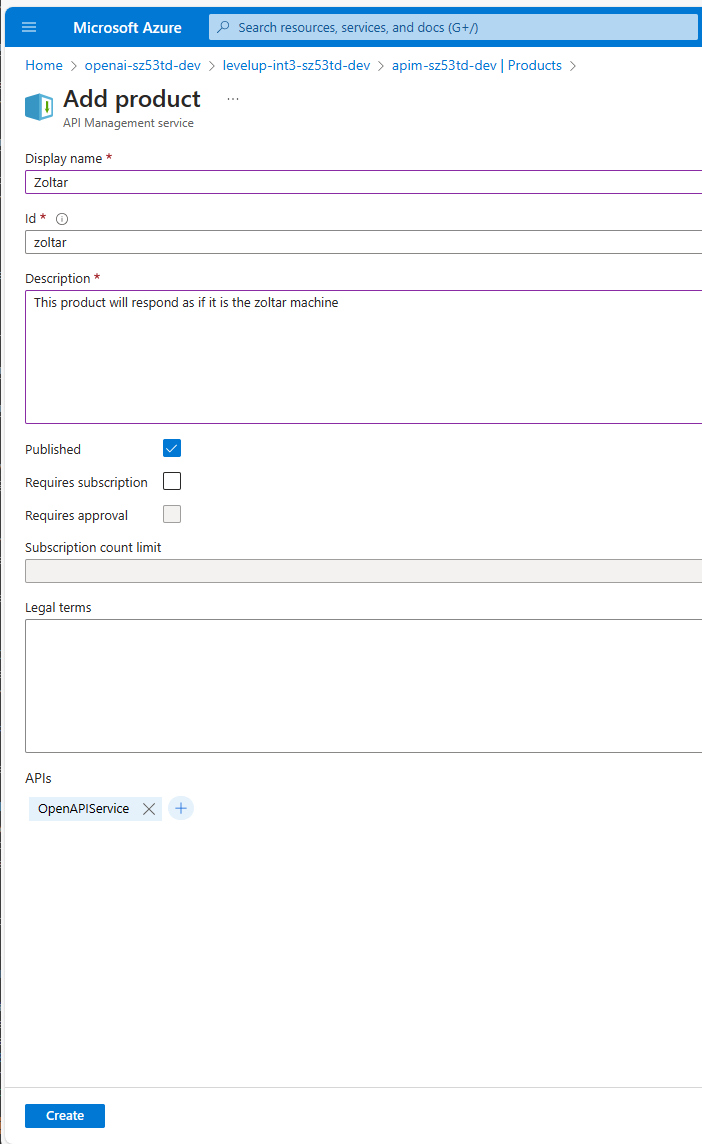 Microsoft Azure
Search resources, services, and docs (G+/)
Home > openai-sz53td-dev > levelup-int3-sz53td-dev > apim-sz53td-dev | Products >
Add product ...
API Management service
Display name *
Zoltar
Id *
zoltar
Description *
This product will respond as if it is the zoltar machine
Published
Requires subscription
Requires approval
Subscription count limit
Legal terms
APIs
OpenAPIService
Create